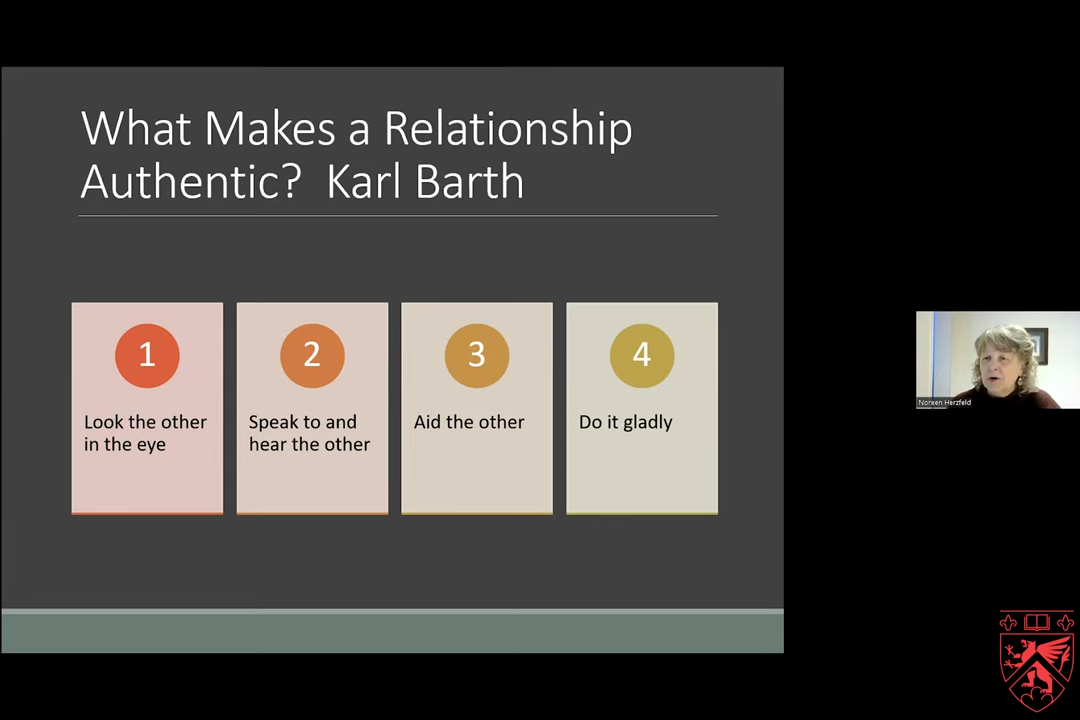 What Makes a Relationship
Authentic? Karl Barth
1
Look the other
in the eye
2
Speak to and
hear the other
3
Aid the other
4
Do it gladly
Noreen Herzfeld